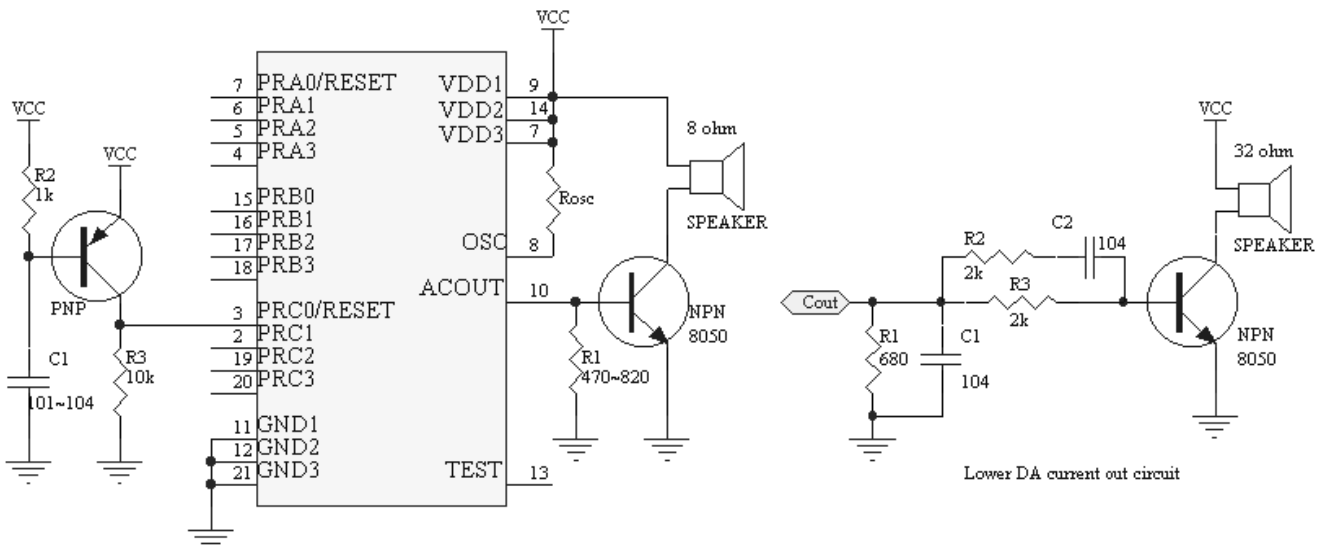 VCC
R2
1k
VCC
PNP
C1
101~104
R3
10k
7 PRA0/RESET
6 PRA1
5 PRA2
4 PRA3
15 PRB0
16 PRB1
17 PRB2
18 PRB3
3 PRC0/RESET
2 PRC1
19 PRC2
20 PRC3
11 GND1
12 GND2
21 GND3
VDD1 9
VDD2 14
VDD3 7
OSC 8
ACOUT 10
TEST 13
VCC
Rosc
8 ohm
SPEAKER
NPN
8050
R1
470~820
Cout
R1
680
C1
104
R2
2k
C2
104
R3
2k
VCC
32 ohm
SPEAKER
NPN
8050
Lower DA current out circuit